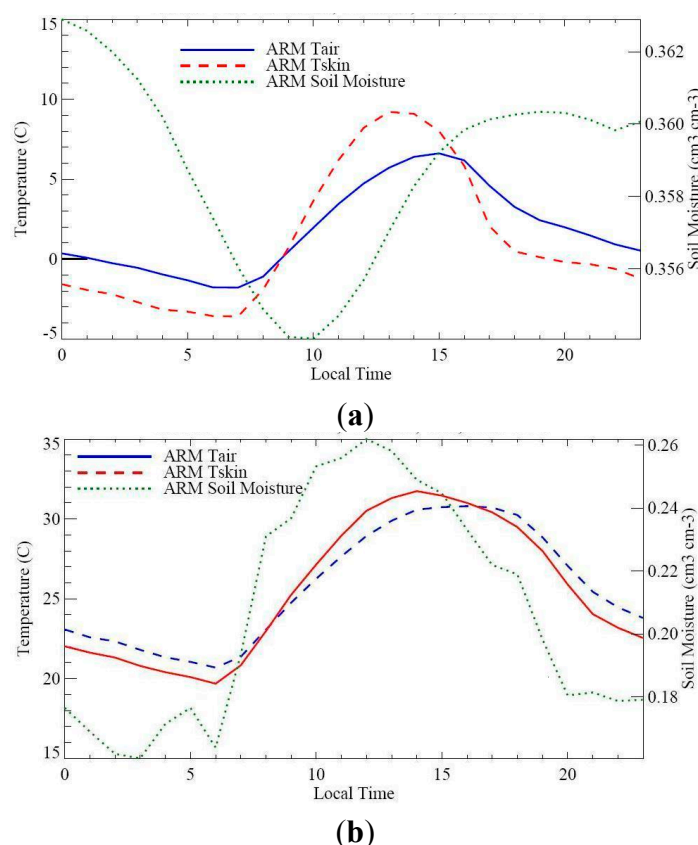 15
ARM Tair
ARM Tskin
ARM Soil Moisture
10
5
0
-5
Temperature (C)
0.362
0.360
0.358
0.356
Soil Moisture (cm3 cm-3)
0 5 10 15 20
Local Time
(a)
35
ARM Tair
ARM Tskin
ARM Soil Moisture
30
25
20
15
Temperature (C)
0.26
0.24
0.22
0.20
0.18
Soil Moisture (cm3 cm-3)
0 5 10 15 20
Local Time
(b)